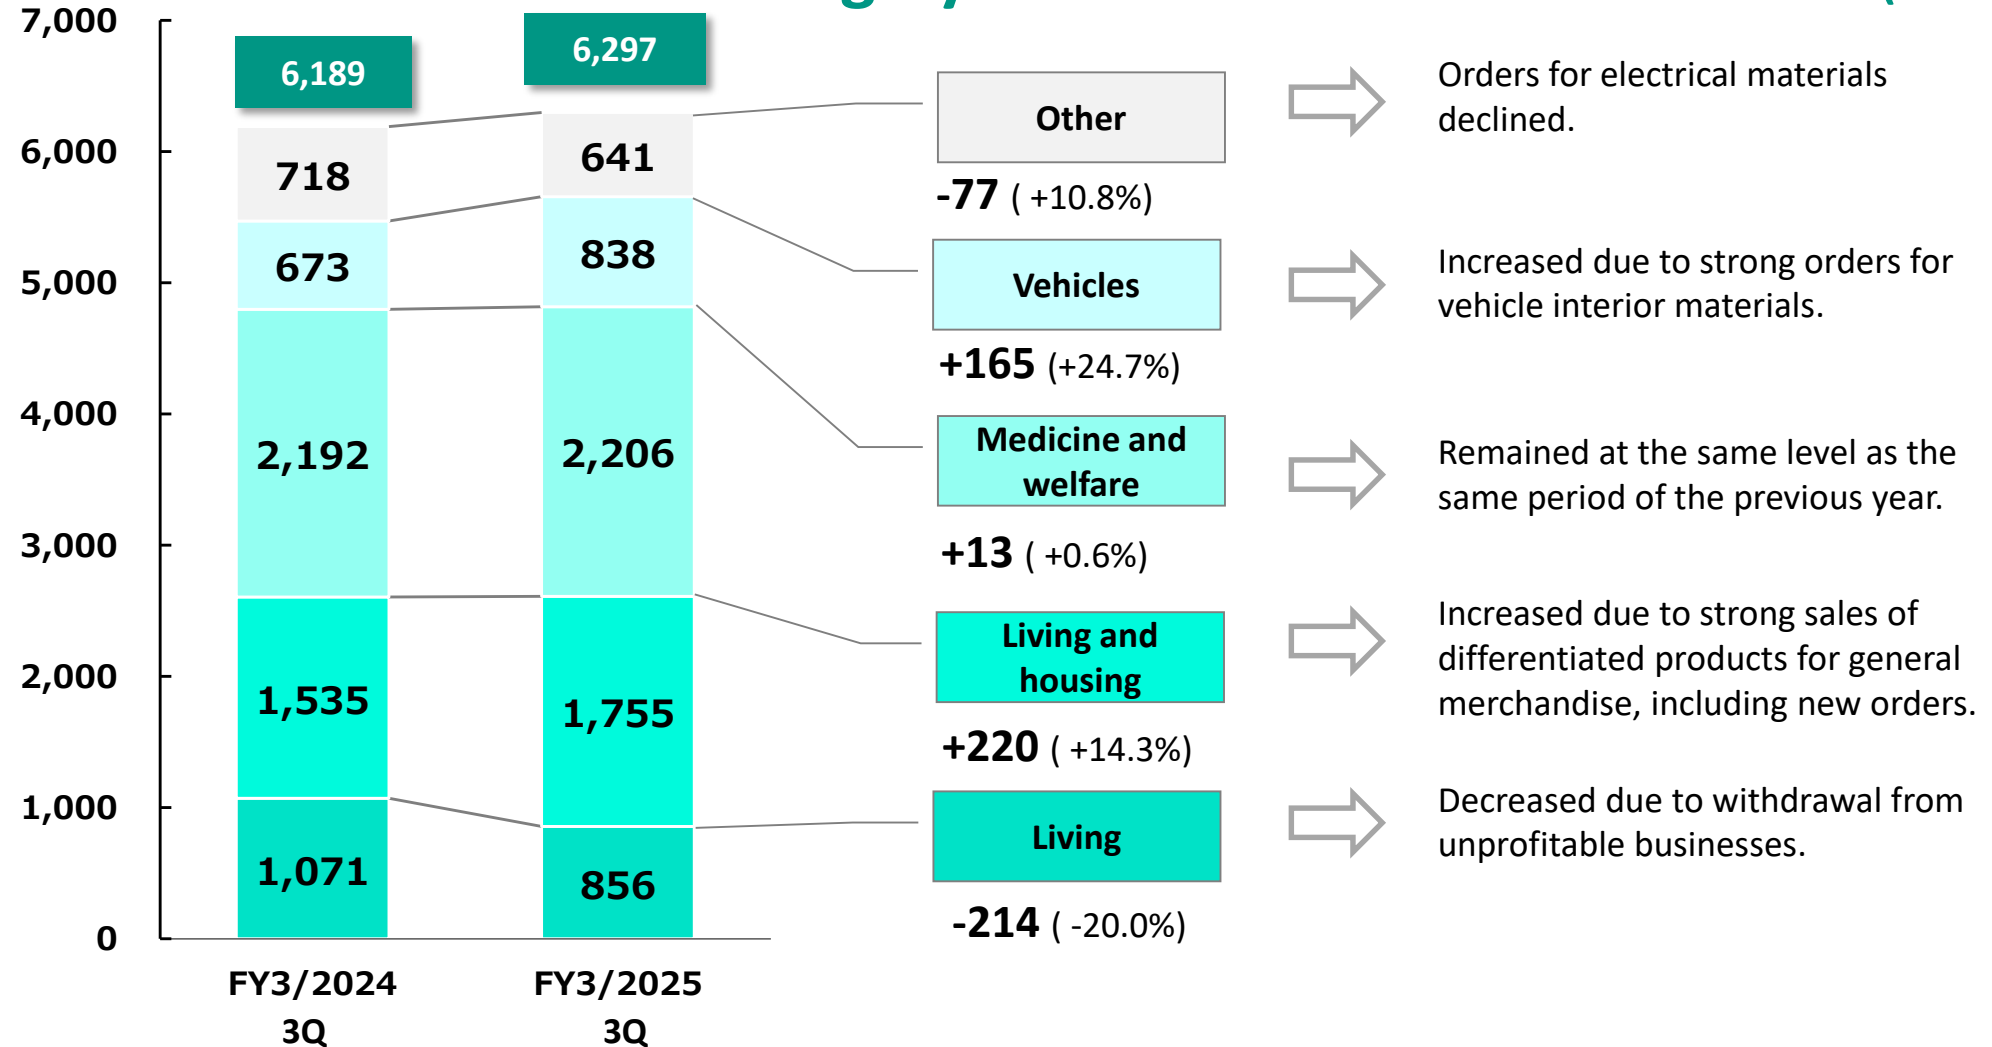 7,000
6,000
5,000
4,000
3,000
2,000
1,000
0
6,189
718
673
2,192
1,535
1,071
FY3/2024
3Q
6,297
641
838
2,206
1,755
856
FY3/2025
3Q
Other
-77 ( +10.8%)
Orders for electrical materials
declined.
Vehicles
+165 (+24.7%)
Increased due to strong orders for
vehicle interior materials.
Medicine and
welfare
+13 ( +0.6%)
Remained at the same level as the
same period of the previous year.
Living and
housing
+220 ( +14.3%)
Increased due to strong sales of
differentiated products for general
merchandise, including new orders.
Living
-214 ( -20.0%)
Decreased due to withdrawal from
unprofitable businesses.